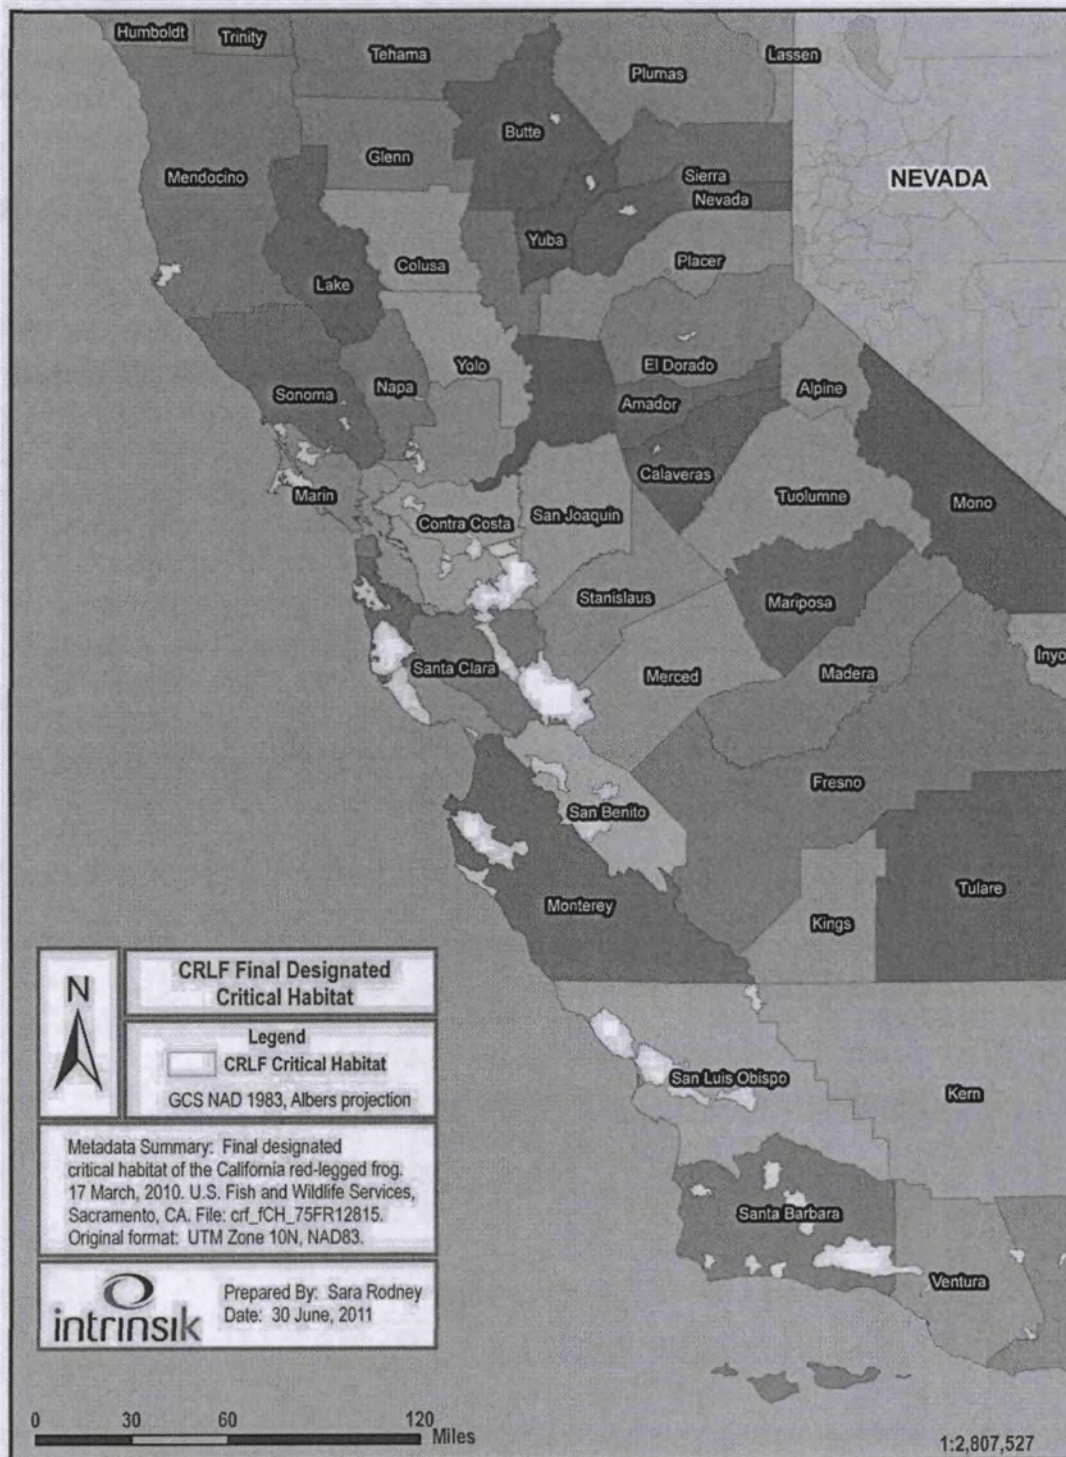 Humboldt
Trinity
Tehama
Lassen
Plumas
Butte
Glenn
Mendocino
Sierra
NEVADA
Nevada
Yuba
Colusa
Placer
Lake
Yolo
El Dorado
Napa
Alpine
Sonoma
Amador
Calaveras
Marin
Tuolumne
Mono
Contra Costa
San Joaquin
Stanislaus
Mariposa
Inyo
Santa Clara
Merced
Madera
Fresno
San Benito
Tulare
Monterey
Kings
San Luis Obispo
Kern
Santa Barbara
Ventura
N
CRLF Final Designated
Critical Habitat
Legend
CRLF Critical Habitat
GCS NAD 1983, Albers projection
Metadata Summary: Final designated
critical habitat of the California red-legged frog.
17 March, 2010. U.S. Fish and Wildlife Services,
Sacramento, CA. File: crf_fCH_75FR12815.
Original format: UTM Zone 10N, NAD83.
intrinsik
Prepared By: Sara Rodney
Date: 30 June, 2011
0 30 60 120
Miles
1:2,807,527